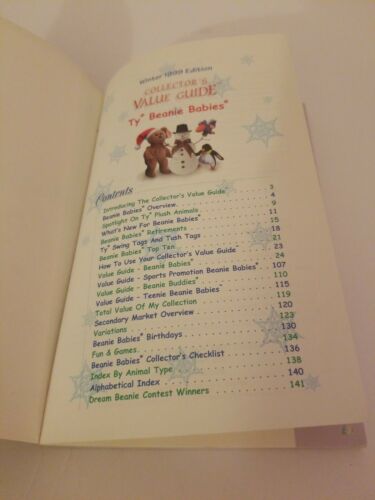 Winter 1999 Edition
COLLECTOR'S
VALUE GUIDE
Ty® Beanie Babies®
Contents
Introducing The Collector's Value Guide . . . 3
Beanie Babies® Overview . . . 4
Spotlight On Ty® Plush Animals . . . 9
What's New For Beanie Babies® . . . 11
Beanie Babies® Retirements . . . 15
Ty® Swing Tags And Tush Tags . . . 18
Beanie Babies® Top Ten . . . 21
How To Use Your Collector's Value Guide . . . 23
Value Guide - Beanie Babies® . . . 24
Value Guide - Sports Promotion Beanie Babies® . . 107
Value Guide - Beanie Buddies® . . . 110
Value Guide - Teenie Beanie Babies® . . . 115
Total Value Of My Collection . . . 119
Secondary Market Overview . . . 120
Variations . . . 123
Beanie Babies® Birthdays . . . 130
Fun & Games . . . 134
Beanie Babies® Collector's Checklist . . . 136
Index By Animal Type . . . 138
Alphabetical Index . . . 140
Dream Beanie Contest Winners . . . 141